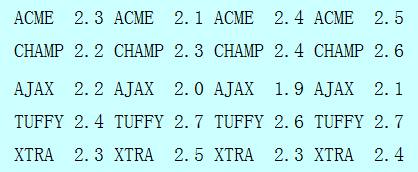 ACME 2.3 ACME 2.1 ACME 2.4 ACME 2.5
CHAMP 2.2 CHAMP 2.3 CHAMP 2.4 CHAMP 2.6
AJAX 2.2 AJAX 2.0 AJAX 1.9 AJAX 2.1
TUFFY 2.4 TUFFY 2.7 TUFFY 2.6 TUFFY 2.7
XTRA 2.3 XTRA 2.5 XTRA 2.3 XTRA 2.4